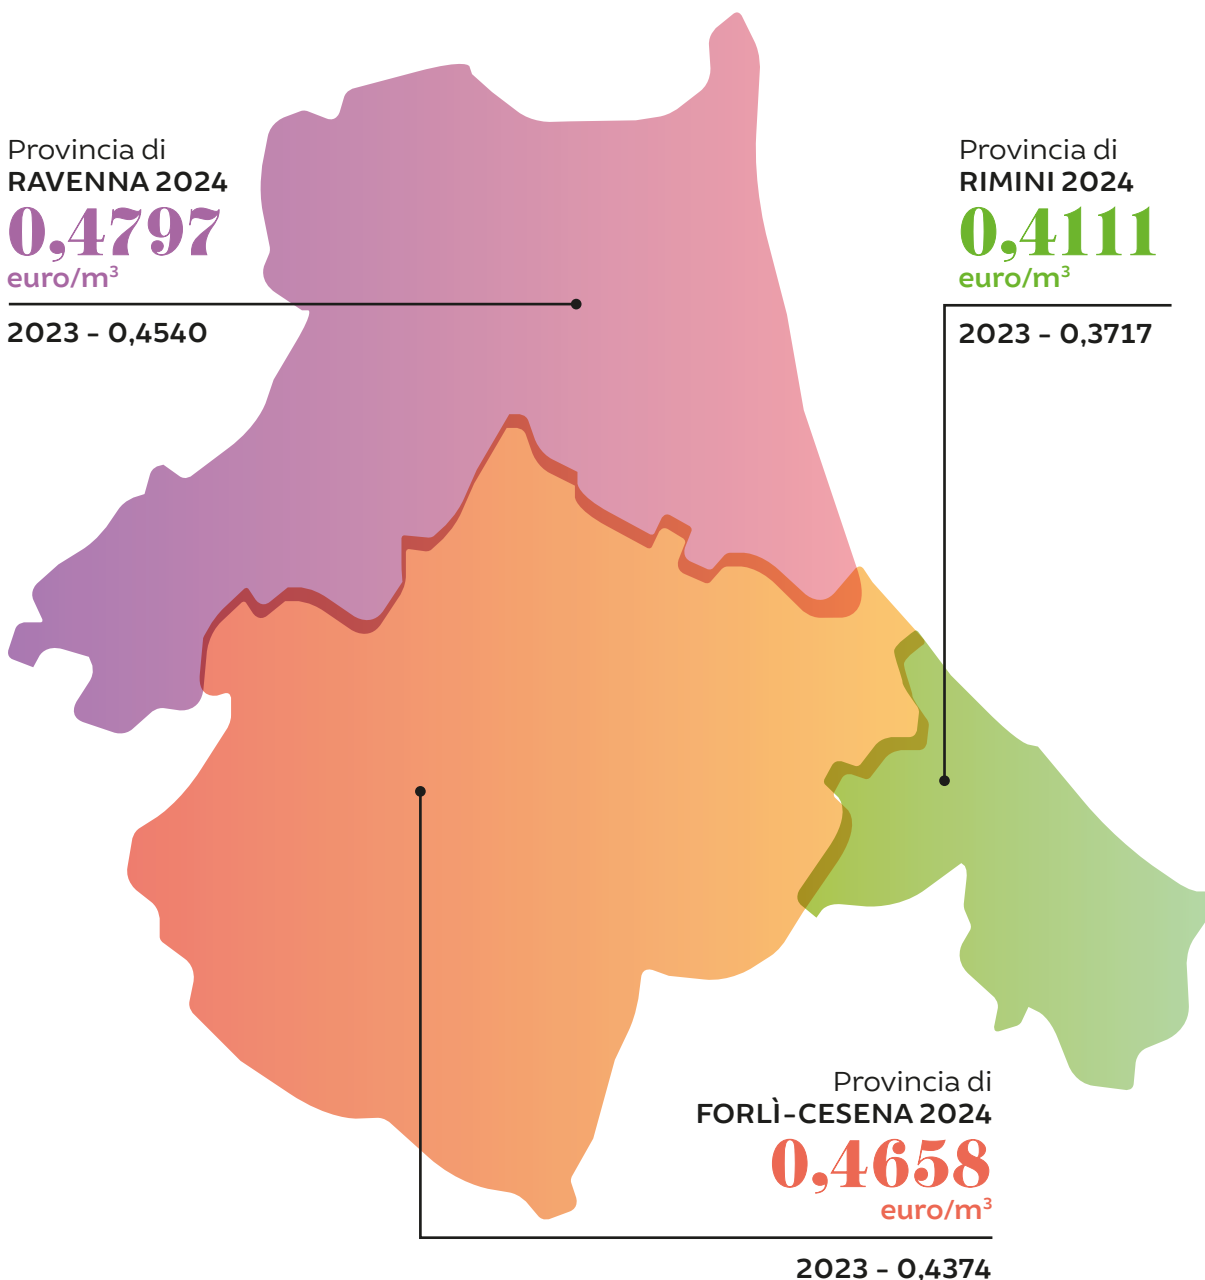 Provincia di
RAVENNA 2024
0,4797
euro/m³
2023 - 0,4540
Provincia di
RIMINI 2024
0,4111
euro/m³
2023 - 0,3717
Provincia di
FORLÌ-CESENA 2024
0,4658
euro/m³
2023 - 0,4374